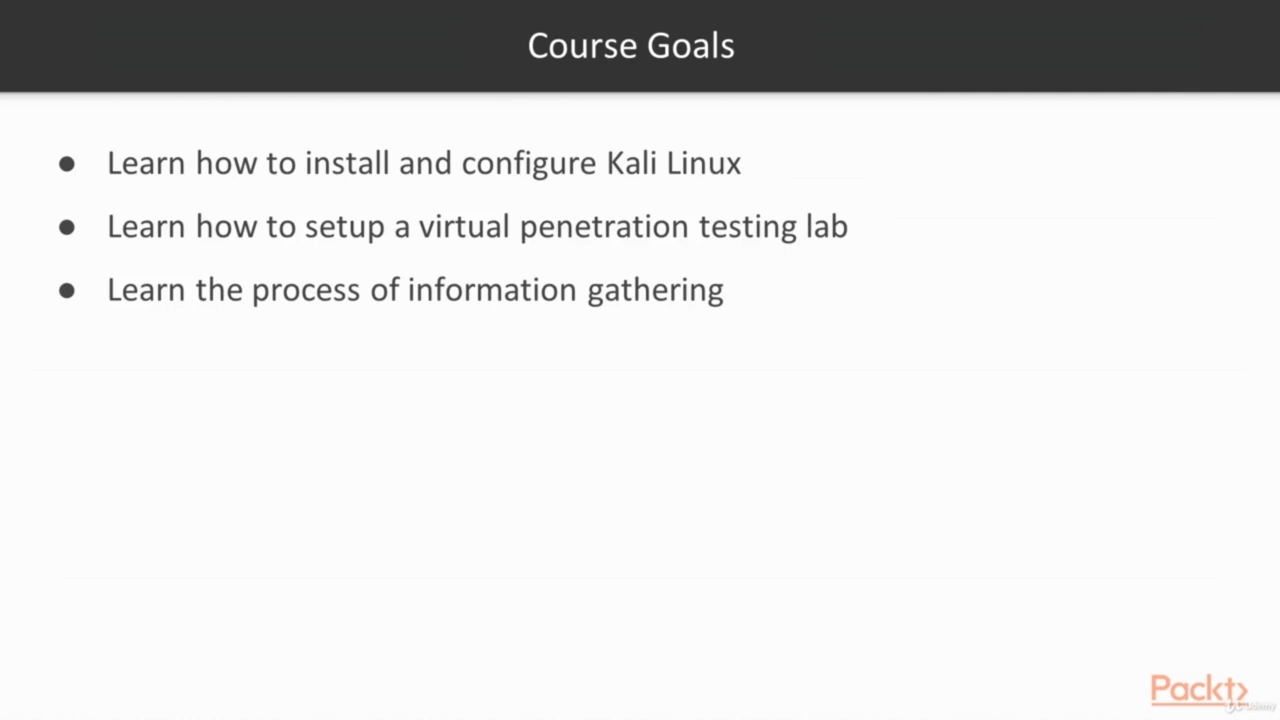 Course Goals
● Learn how to install and configure Kali Linux
● Learn how to setup a virtual penetration testing lab
● Learn the process of information gathering
Packt>
Udemy